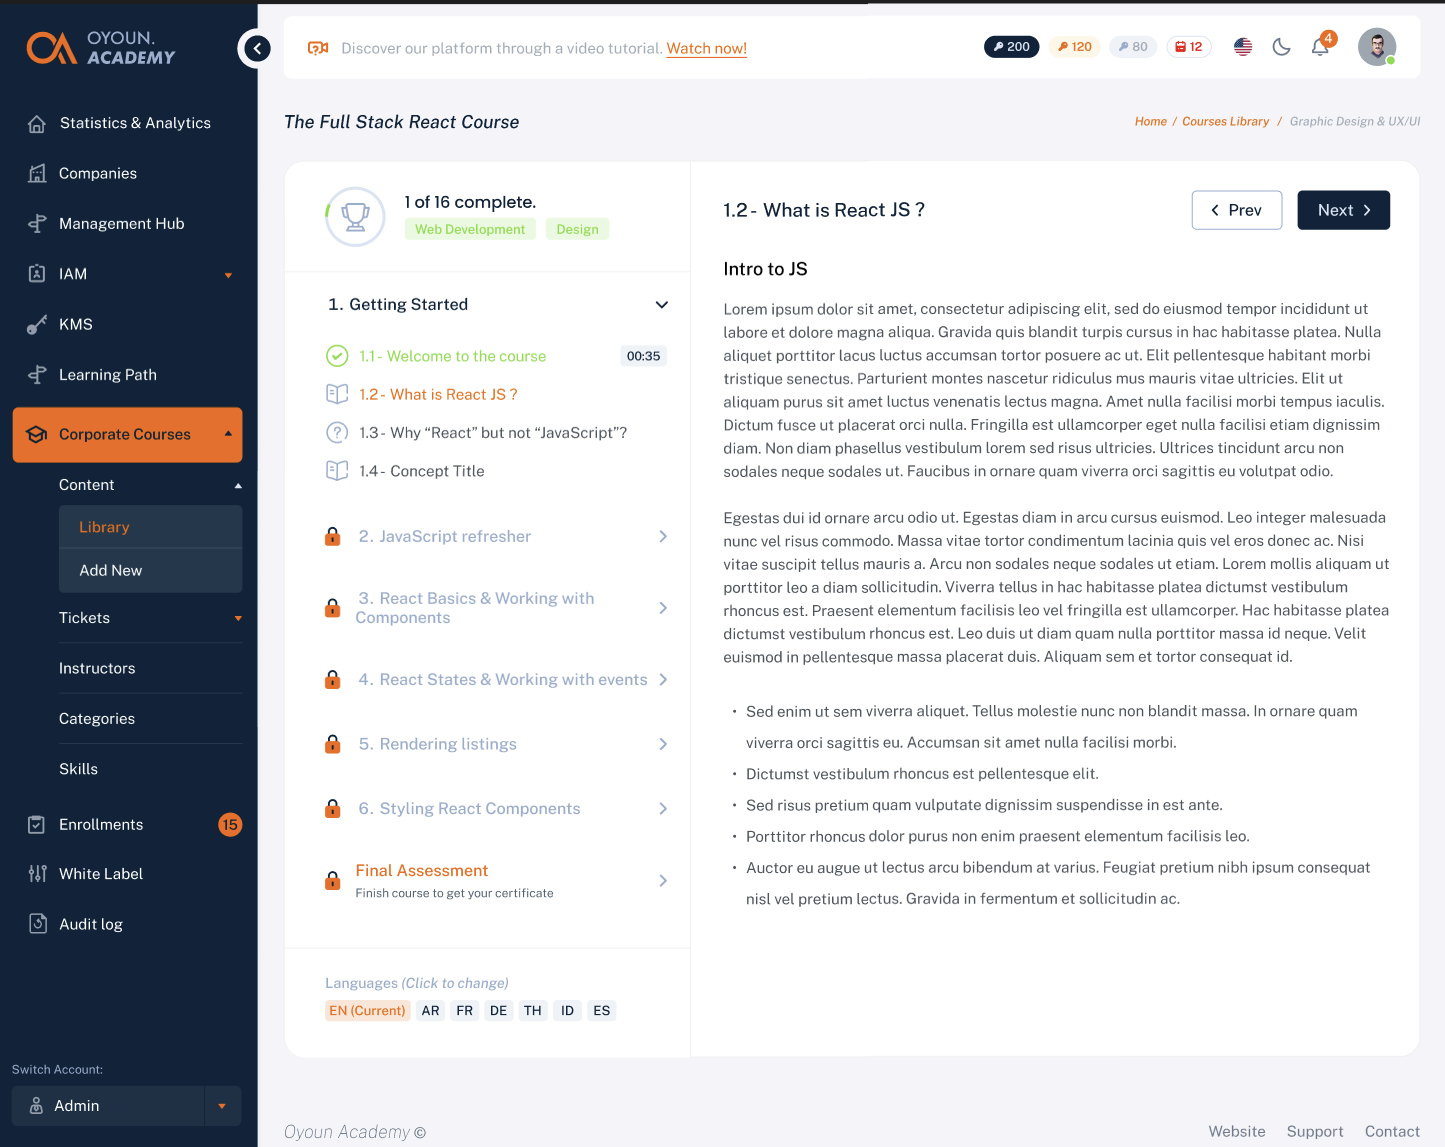 OYOUN.
ACADEMY
Statistics & Analytics
Companies
Management Hub
IAM
KMS
Learning Path
Corporate Courses
Content
Library
Add New
Tickets
Instructors
Categories
Skills
Enrollments
15
White Label
Audit log
Switch Account:
Admin
Discover our platform through a video tutorial. Watch now!
200
120
80
12
4
The Full Stack React Course
Home / Courses Library / Graphic Design & UX/UI
1 of 16 complete.
Web Development
Design
1. Getting Started
1.1- Welcome to the course
00:35
1.2- What is React JS ?
1.3- Why “React” but not “JavaScript”?
1.4- Concept Title
2. JavaScript refresher
3. React Basics & Working with
Components
4. React States & Working with events
5. Rendering listings
6. Styling React Components
Final Assessment
Finish course to get your certificate
Languages (Click to change)
EN (Current) AR FR DE TH ID ES
1.2- What is React JS ?
Prev
Next
Intro to JS
Lorem ipsum dolor sit amet, consectetur adipiscing elit, sed do eiusmod tempor incididunt ut
labore et dolore magna aliqua. Gravida quis blandit turpis cursus in hac habitasse platea. Nulla
aliquet porttitor lacus luctus accumsan tortor posuere ac ut. Elit pellentesque habitant morbi
tristique senectus. Parturient montes nascetur ridiculus mus mauris vitae ultricies. Elit ut
aliquam purus sit amet luctus venenatis lectus magna. Amet nulla facilisi morbi tempus iaculis.
Dictum fusce ut placerat orci nulla. Fringilla est ullamcorper eget nulla facilisi etiam dignissim
diam. Non diam phasellus vestibulum lorem sed risus ultricies. Ultrices tincidunt arcu non
sodales neque sodales ut. Faucibus in ornare quam viverra orci sagittis eu volutpat odio.
Egestas dui id ornare arcu odio ut. Egestas diam in arcu cursus euismod. Leo integer malesuada
nunc vel risus commodo. Massa vitae tortor condimentum lacinia quis vel eros donec ac. Nisi
vitae suscipit tellus mauris a. Arcu non sodales neque sodales ut etiam. Lorem mollis aliquam ut
porttitor leo a diam sollicitudin. Viverra tellus in hac habitasse platea dictumst vestibulum
rhoncus est. Praesent elementum facilisis leo vel fringilla est ullamcorper. Hac habitasse platea
dictumst vestibulum rhoncus est. Leo duis ut diam quam nulla porttitor massa id neque. Velit
euismod in pellentesque massa placerat duis. Aliquam sem et tortor consequat id.
• Sed enim ut sem viverra aliquet. Tellus molestie nunc non blandit massa. In ornare quam
viverra orci sagittis eu. Accumsan sit amet nulla facilisi morbi.
• Dictumst vestibulum rhoncus est pellentesque elit.
• Sed risus pretium quam vulputate dignissim suspendisse in est ante.
• Porttitor rhoncus dolor purus non enim praesent elementum facilisis leo.
• Auctor eu augue ut lectus arcu bibendum at varius. Feugiat pretium nibh ipsum consequat
nisl vel pretium lectus. Gravida in fermentum et sollicitudin ac.
Oyoun Academy ©
Website Support Contact